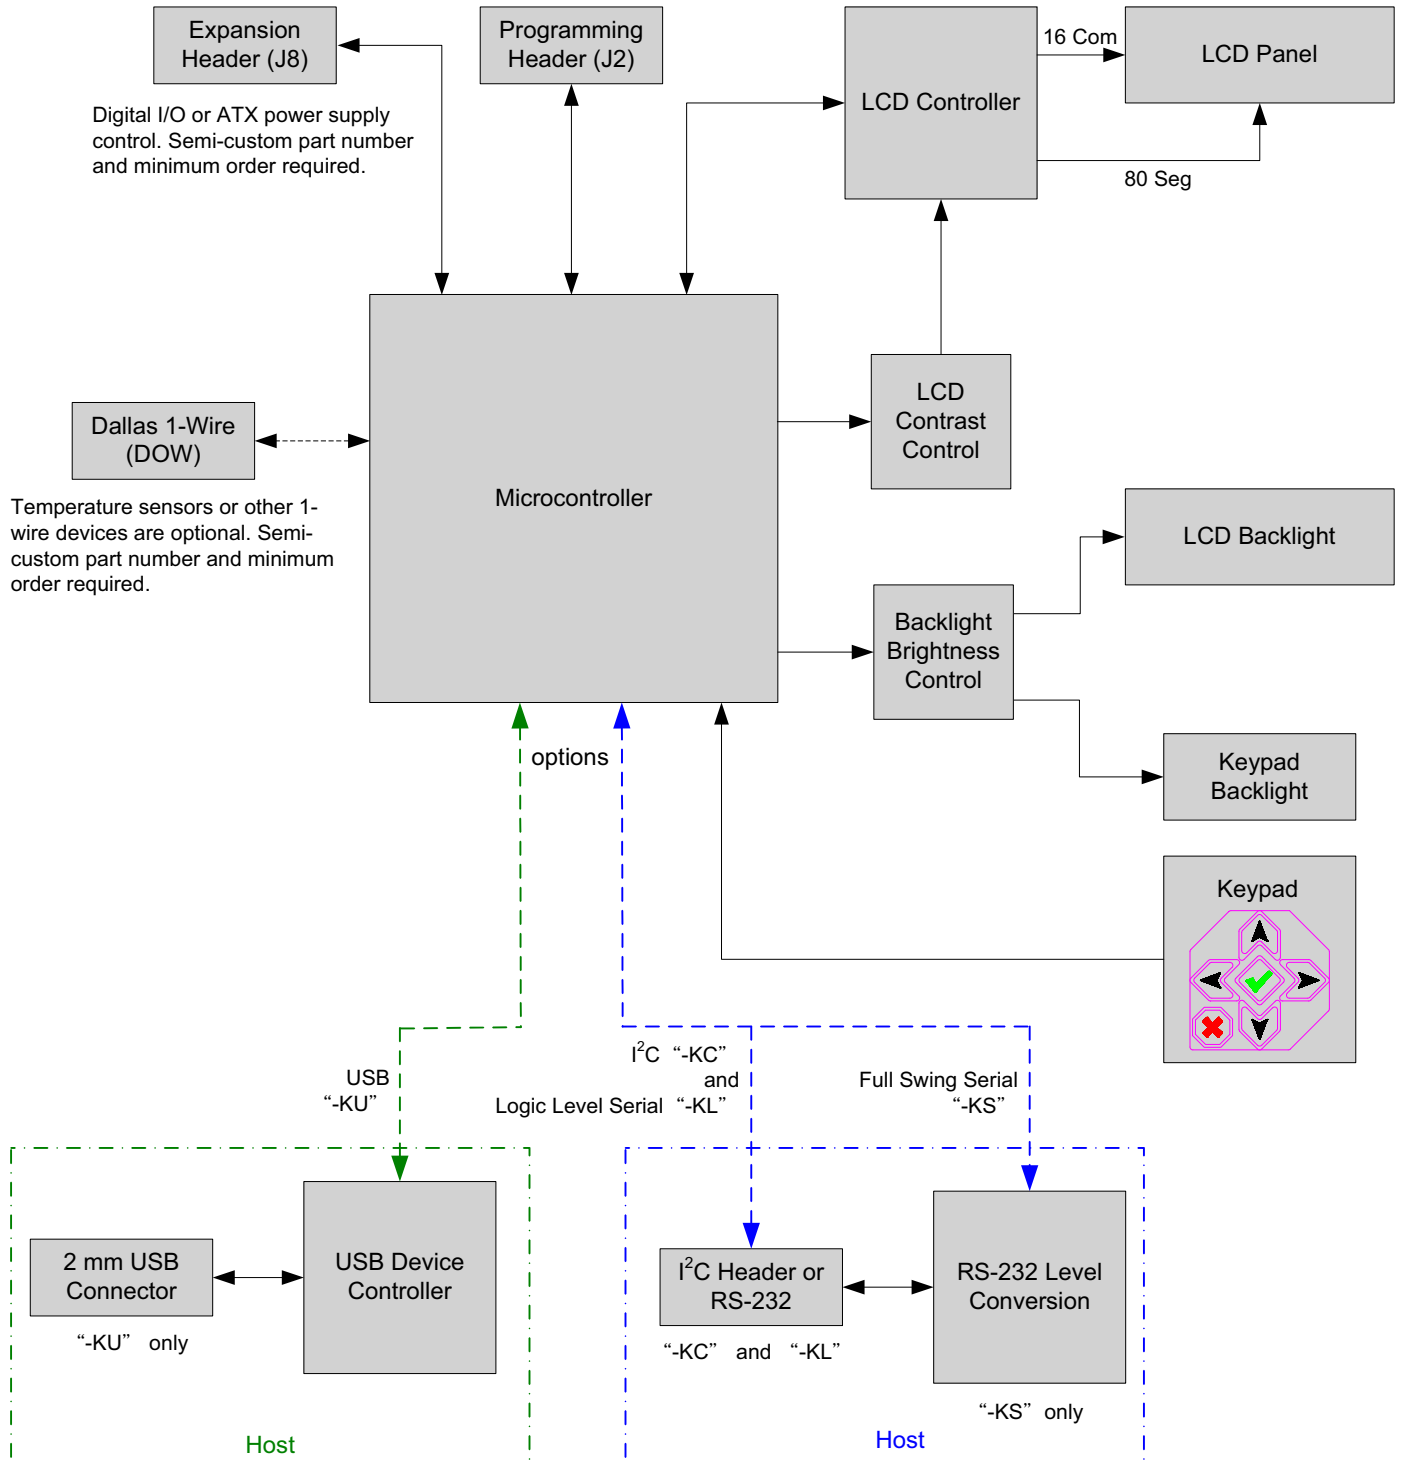 Expansion
Header (J8)
Programming
Header (J2)
LCD Controller
16 Com
LCD Panel
80 Seg
Digital I/O or ATX power supply
control. Semi-custom part number
and minimum order required.
Dallas 1-Wire
(DOW)
Temperature sensors or other 1-
wire devices are optional. Semi-
custom part number and minimum
order required.
Microcontroller
LCD
Contrast
Control
LCD Backlight
Backlight
Brightness
Control
Keypad
Backlight
options
Keypad
USB
“-KU”
I²C “-KC”
and
Logic Level Serial “-KL”
Full Swing Serial
“-KS”
2 mm USB
Connector
“-KU” only
USB Device
Controller
Host
I²C Header or
RS-232
“-KC” and “-KL”
RS-232 Level
Conversion
“-KS” only
Host